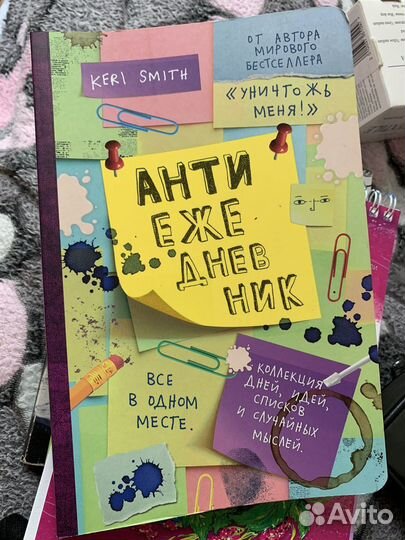 KERI SMITH
ОТ АВТОРА
МИРОВОГО
БЕСТСЕЛЛЕРА
«УНИЧТОЖЬ
МЕНЯ!»
АНТИ
ЕЖЕ
ДНЕВ
НИК
ВСЕ
В ОДНОМ
МЕСТЕ.
КОЛЛЕКЦИЯ
ДНЕЙ, ИДЕЙ,
СПИСКОВ
И СЛУЧАЙНЫХ
МЫСЛЕЙ.
Avito